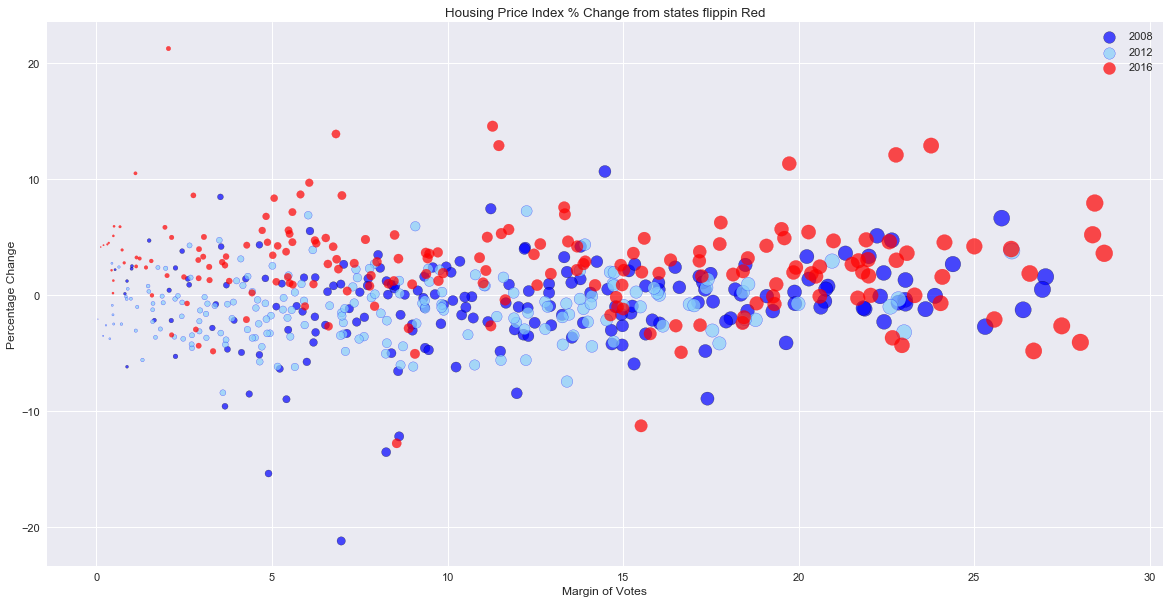 Housing Price Index % Change from states flippin Red
2008
2012
2016
Percentage Change
20
10
0
−10
−20
0 5 10 15 20 25 30
Margin of Votes